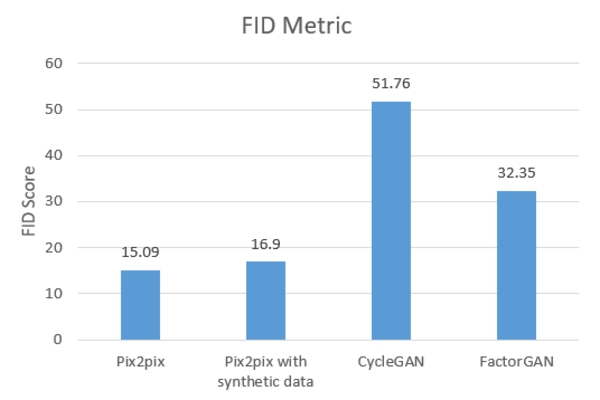 FID Metric
FID Score
60
50
40
30
20
10
0
15.09
16.9
51.76
32.35
Pix2pix
Pix2pix with
synthetic data
CycleGAN
FactorGAN